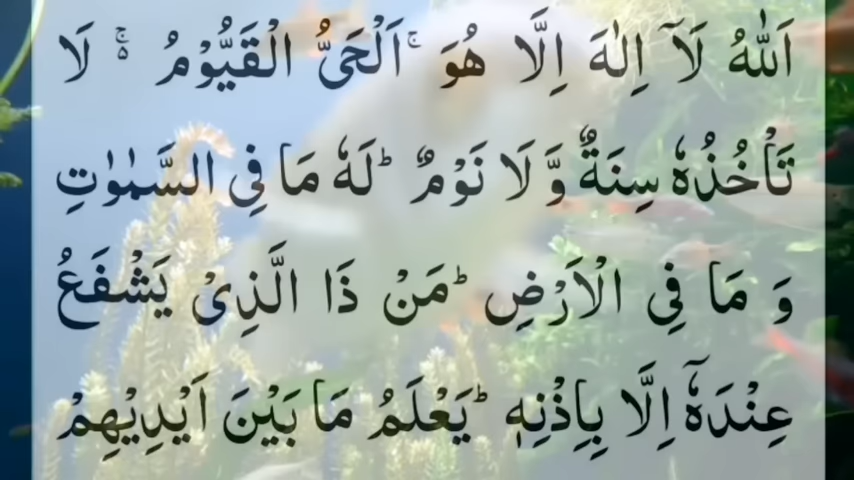 اَللّٰهُ لَآ اِلٰهَ اِلَّا هُوَ ۚ اَلْحَیُّ الْقَیُّوْمُ ۬ۚ لَا
تَاْخُذُهٗ سِنَةٌ وَّ لَا نَوْمٌ ؕ لَهٗ مَا فِی السَّمٰوٰتِ
وَ مَا فِی الْاَرْضِ ؕ مَنْ ذَا الَّذِیْ یَشْفَعُ
عِنْدَهٗۤ اِلَّا بِاِذْنِهٖ ؕ یَعْلَمُ مَا بَیْنَ اَیْدِیْهِمْ